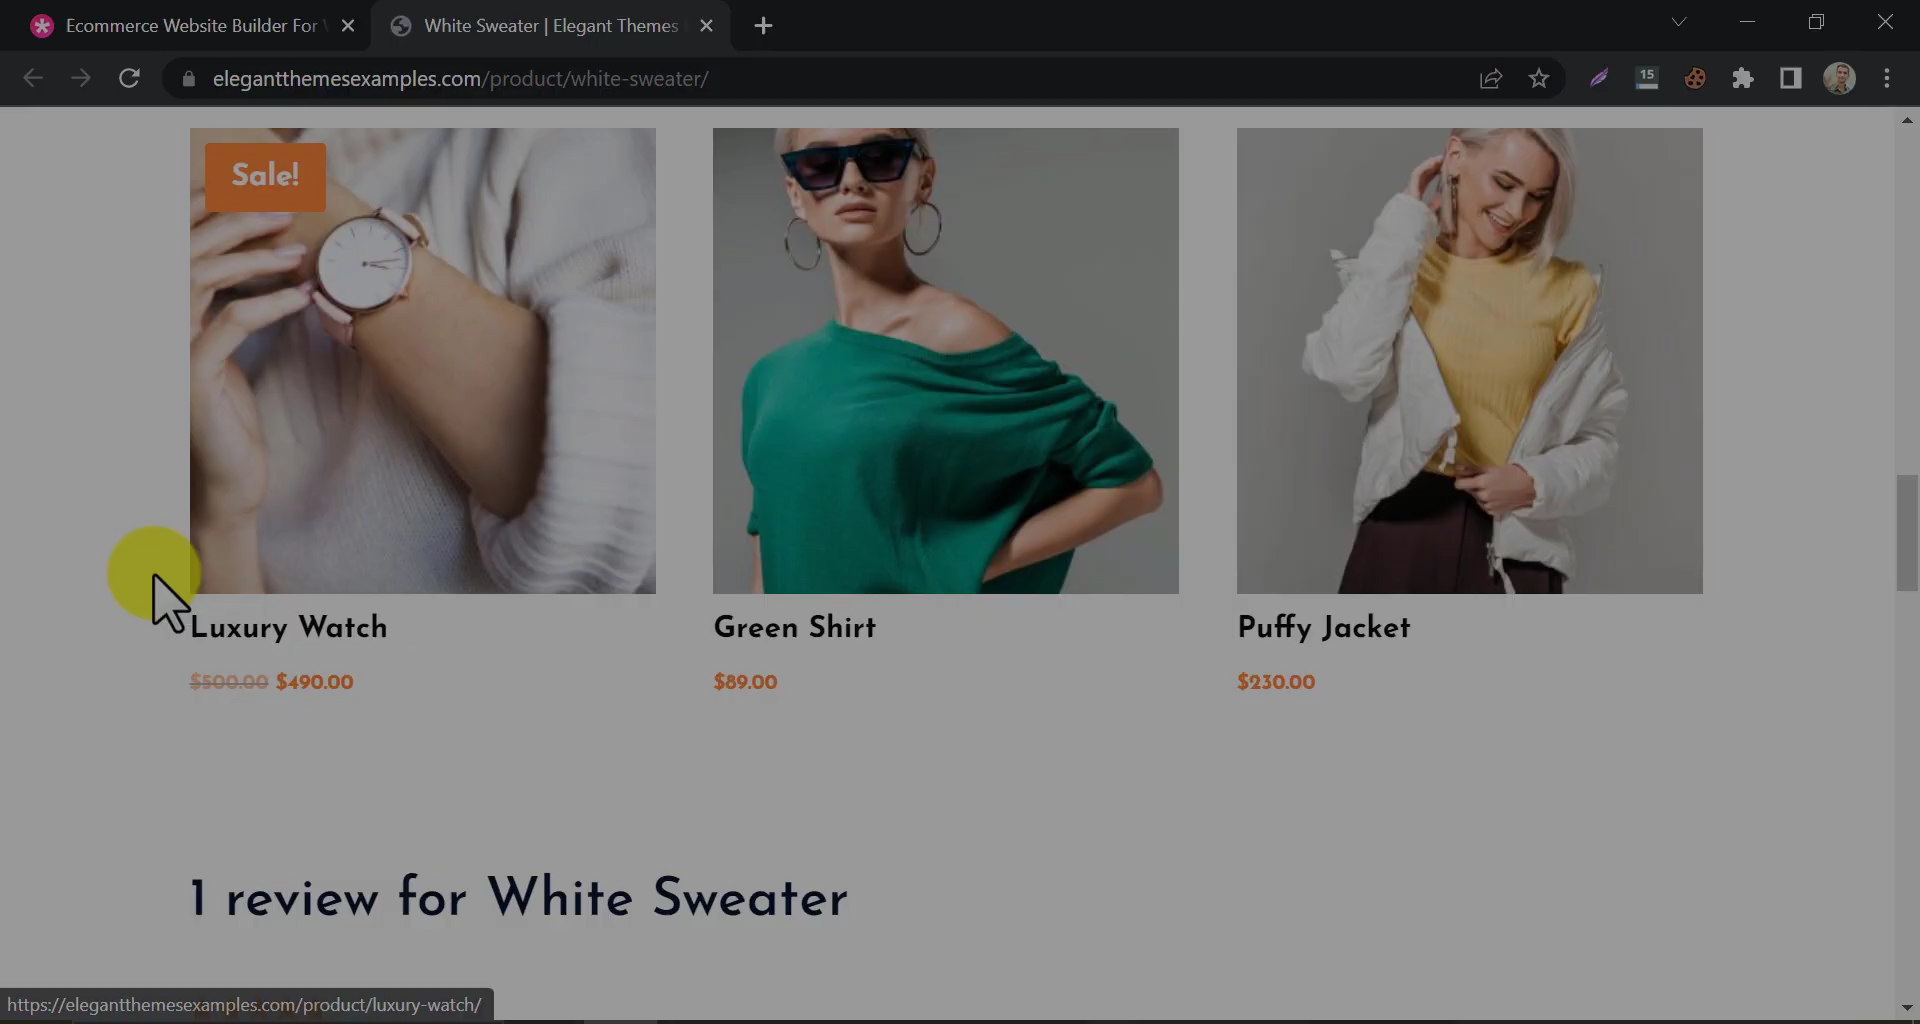 Ecommerce Website Builder For
White Sweater | Elegant Themes
elegantthemesexamples.com/product/white-sweater/
15
Sale!
Luxury Watch
Green Shirt
Puffy Jacket
$500.00 $490.00
$89.00
$230.00
1 review for White Sweater
https://elegantthemesexamples.com/product/luxury-watch/